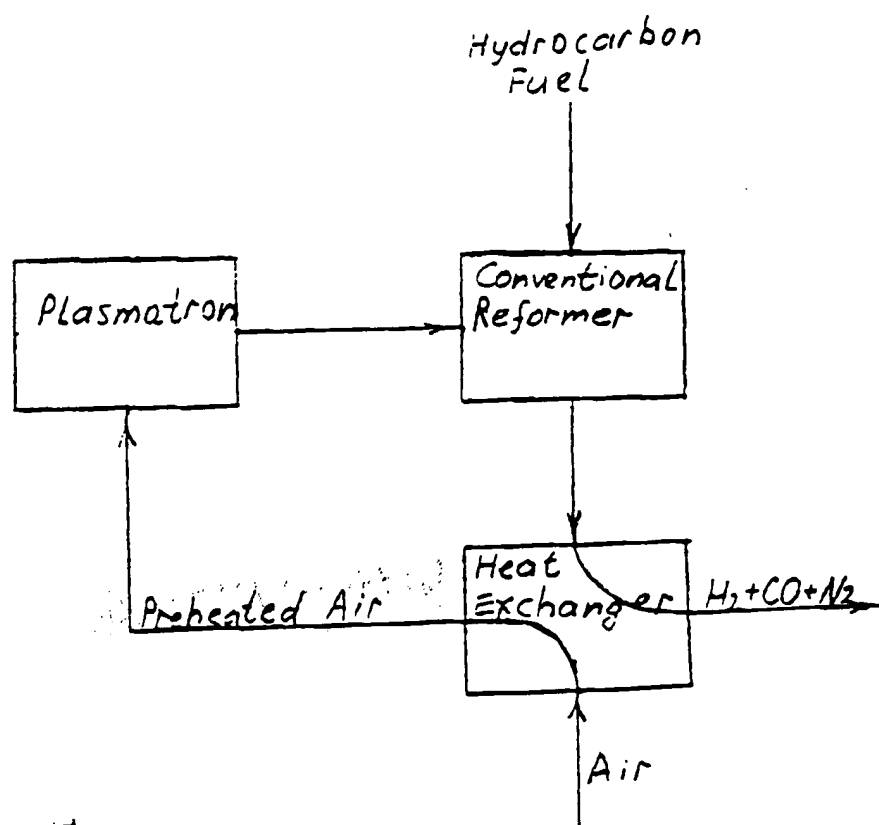 Hydrocarbon
Fuel
Plasmatron
Conventional
Reformer
Heat
Exchanger
H2+CO+N2
Preheated Air
Air